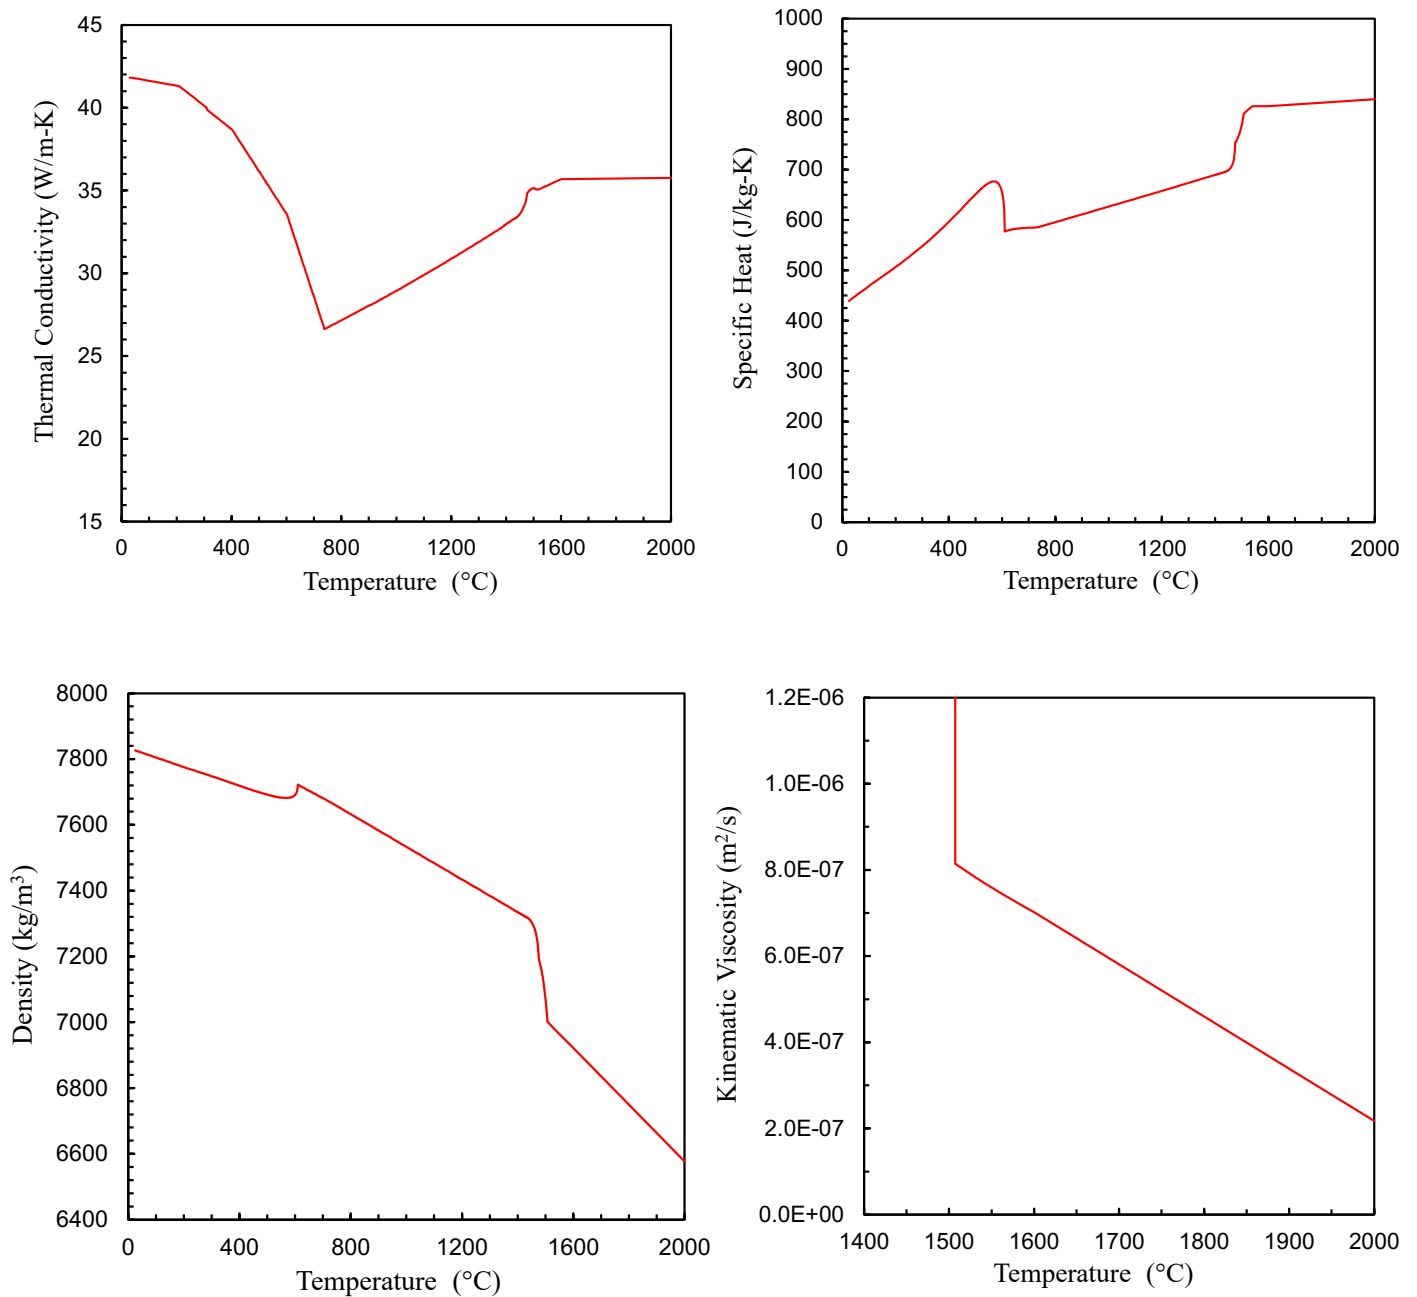 45
40
35
30
25
20
15
Thermal Conductivity (W/m-K)
0 400 800 1200 1600 2000
Temperature (°C)
1000
900
800
700
600
500
400
300
200
100
0
Specific Heat (J/kg-K)
0 400 800 1200 1600 2000
Temperature (°C)
8000
7800
7600
7400
7200
7000
6800
6600
6400
Density (kg/m³)
0 400 800 1200 1600 2000
Temperature (°C)
1.2E-06
1.0E-06
8.0E-07
6.0E-07
4.0E-07
2.0E-07
0.0E+00
Kinematic Viscosity (m²/s)
1400 1500 1600 1700 1800 1900 2000
Temperature (°C)